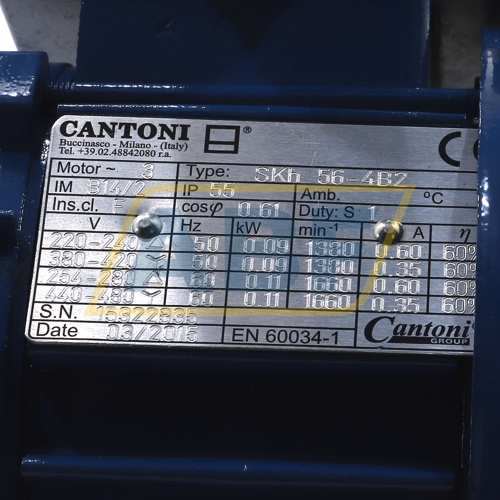 CANTONI ®
Buccinasco - Milano - (Italy)
Tel. +39.02.48842080 r.a.
CE
Motor ~ 3 Type: SKh 56-4B2
IM B14/2 IP 55 Amb. °C
Ins.cl. F cosφ 0.61 Duty: S 1
V Hz kW min-1 A η
220-240 50 0.09 1380 0.60 60%
380-420 50 0.09 1380 0.35 60%
254-280 60 0.11 1660 0.60 60%
440-480 60 0.11 1660 0.35 60%
S.N. 15322835
Date 03/2015 EN 60034-1 Cantoni®
GROUP